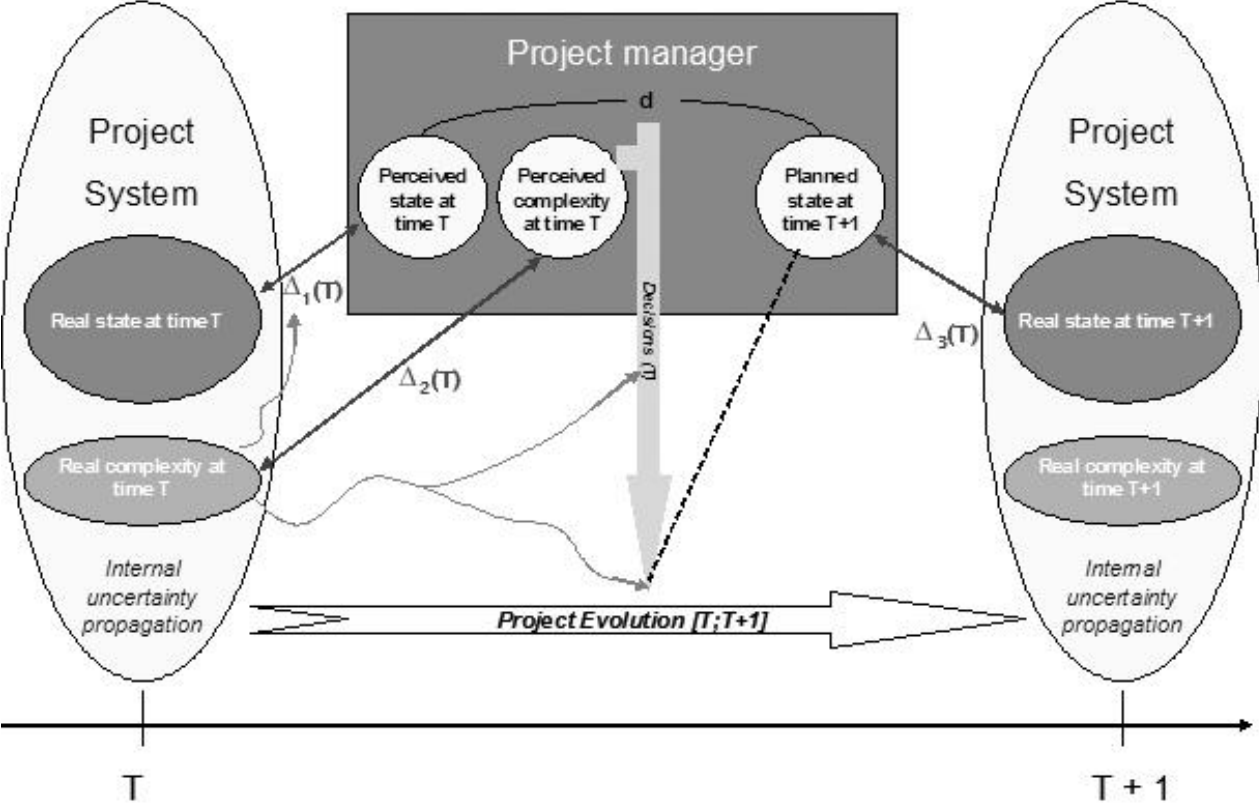 Project manager
d
Project
System
Perceived
state at
time T
Perceived
complexity
at time T
Planned
state at
time T+1
Project
System
Δ1(T)
Real state at time T
Decisions (T)
Real state at time T+1
Δ3(T)
Δ2(T)
Real complexity at
time T
Real complexity at
time T+1
Internal
uncertainty
propagation
Internal
uncertainty
propagation
Project Evolution [T;T+1]
T
T + 1